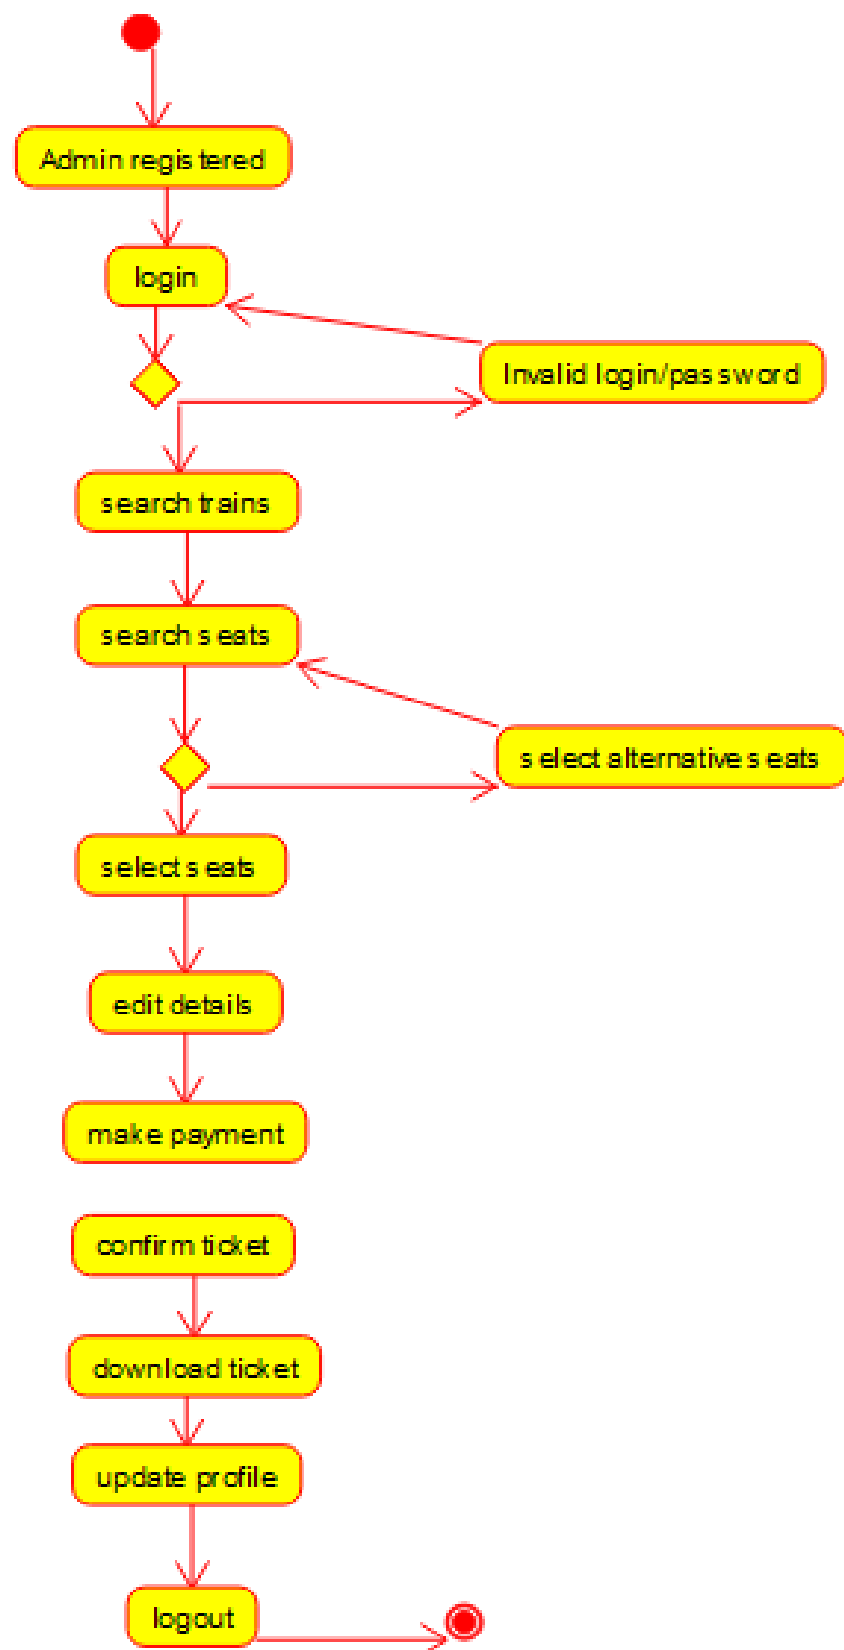 Admin registered
login
Invalid login/password
search trains
search seats
select alternative seats
select seats
edit details
make payment
confirm ticket
download ticket
update profile
logout